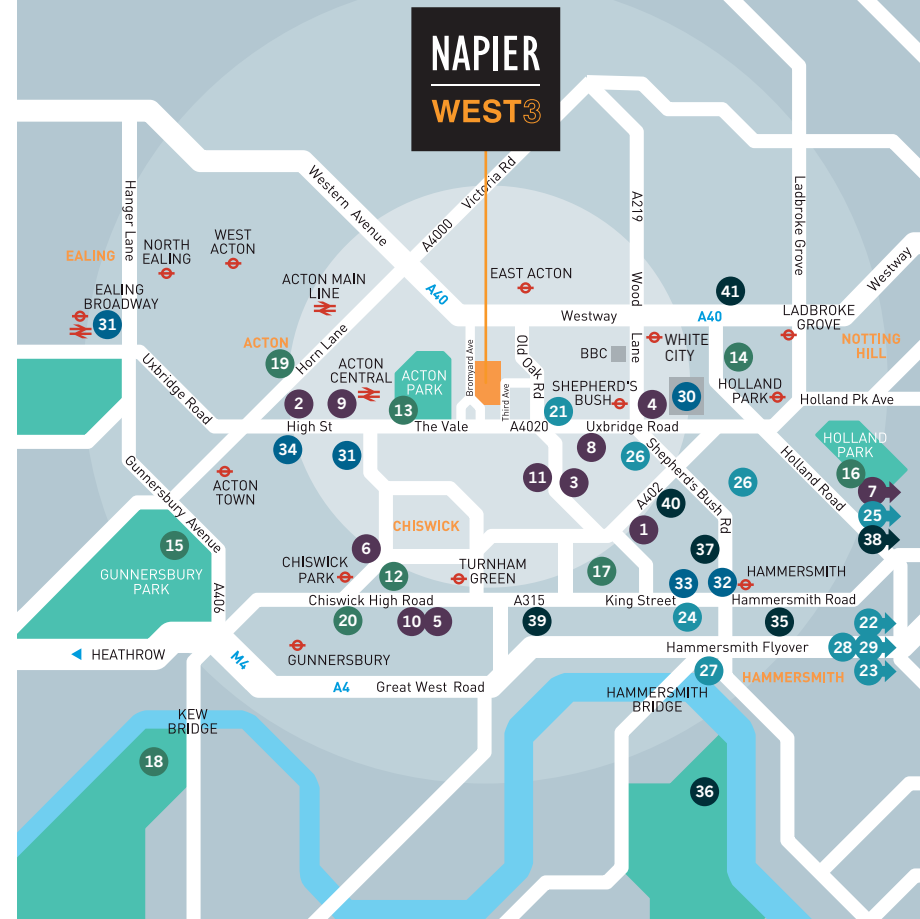 NAPIER
WEST3
Victoria Rd
A4000
Western Avenue
A219
Ladbroke Grove
Westway
Hanger Lane
EALING
NORTH
EALING
WEST
ACTON
EALING
BROADWAY
31
ACTON MAIN
LINE
A40
EAST ACTON
Wood
Lane
41
Westway
A40
LADBROKE
GROVE
NOTTING
HILL
ACTON
19
Horn Lane
ACTON
CENTRAL
ACTON
PARK
13
Bromyard Ave
Third Ave
Old Oak Rd
BBC
WHITE
CITY
14
SHEPHERD'S
BUSH
HOLLAND
PARK
Holland Pk Ave
2
9
21
4
30
Uxbridge Road
High St
The Vale
A4020
Uxbridge Road
34
31
8
26
Shepherds Bush Rd
Holland Road
HOLLAND
PARK
16
ACTON
TOWN
11
3
A402
26
7
25
38
Gunnersbury Avenue
40
CHISWICK
1
15
GUNNERSBURY
PARK
6
37
CHISWICK
PARK
12
TURNHAM
GREEN
17
33
32
HAMMERSMITH
A406
Chiswick High Road
A315
King Street
Hammersmith Road
20
10
5
39
24
35
22
HEATHROW
M4
GUNNERSBURY
Hammersmith Flyover
28
29
A4
Great West Road
27
HAMMERSMITH
23
HAMMERSMITH
BRIDGE
KEW
BRIDGE
18
36